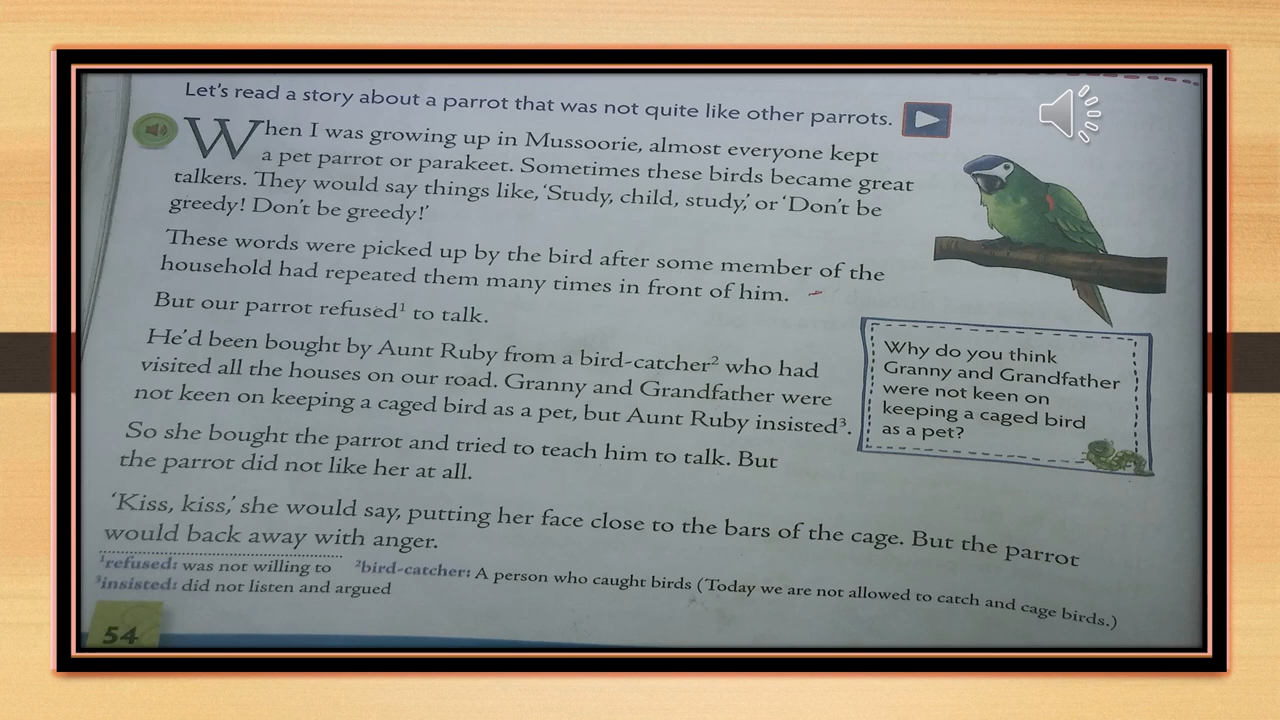 Let's read a story about a parrot that was not quite like other parrots.
When I was growing up in Mussoorie, almost everyone kept
a pet parrot or parakeet. Sometimes these birds became great
talkers. They would say things like, 'Study, child, study,' or 'Don't be
greedy! Don't be greedy!'
These words were picked up by the bird after some member of the
household had repeated them many times in front of him.
But our parrot refused¹ to talk.
He'd been bought by Aunt Ruby from a bird-catcher² who had
visited all the houses on our road. Granny and Grandfather were
not keen on keeping a caged bird as a pet, but Aunt Ruby insisted³.
So she bought the parrot and tried to teach him to talk. But
the parrot did not like her at all.
'Kiss, kiss,' she would say, putting her face close to the bars of the cage. But the parrot
would back away with anger.
Why do you think
Granny and Grandfather
were not keen on
keeping a caged bird
as a pet?
¹refused: was not willing to ²bird-catcher: A person who caught birds (Today we are not allowed to catch and cage birds.)
³insisted: did not listen and argued
54